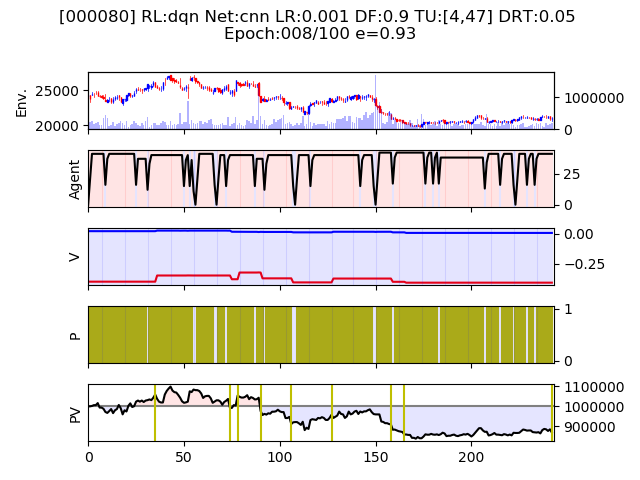 [000080] RL:dqn Net:cnn LR:0.001 DF:0.9 TU:[4,47] DRT:0.05
Epoch:008/100 e=0.93
Env.
25000
20000
1000000
0
Agent
25
0
V
0.00
−0.25
P
1
0
PV
1100000
1000000
900000
0
50
100
150
200